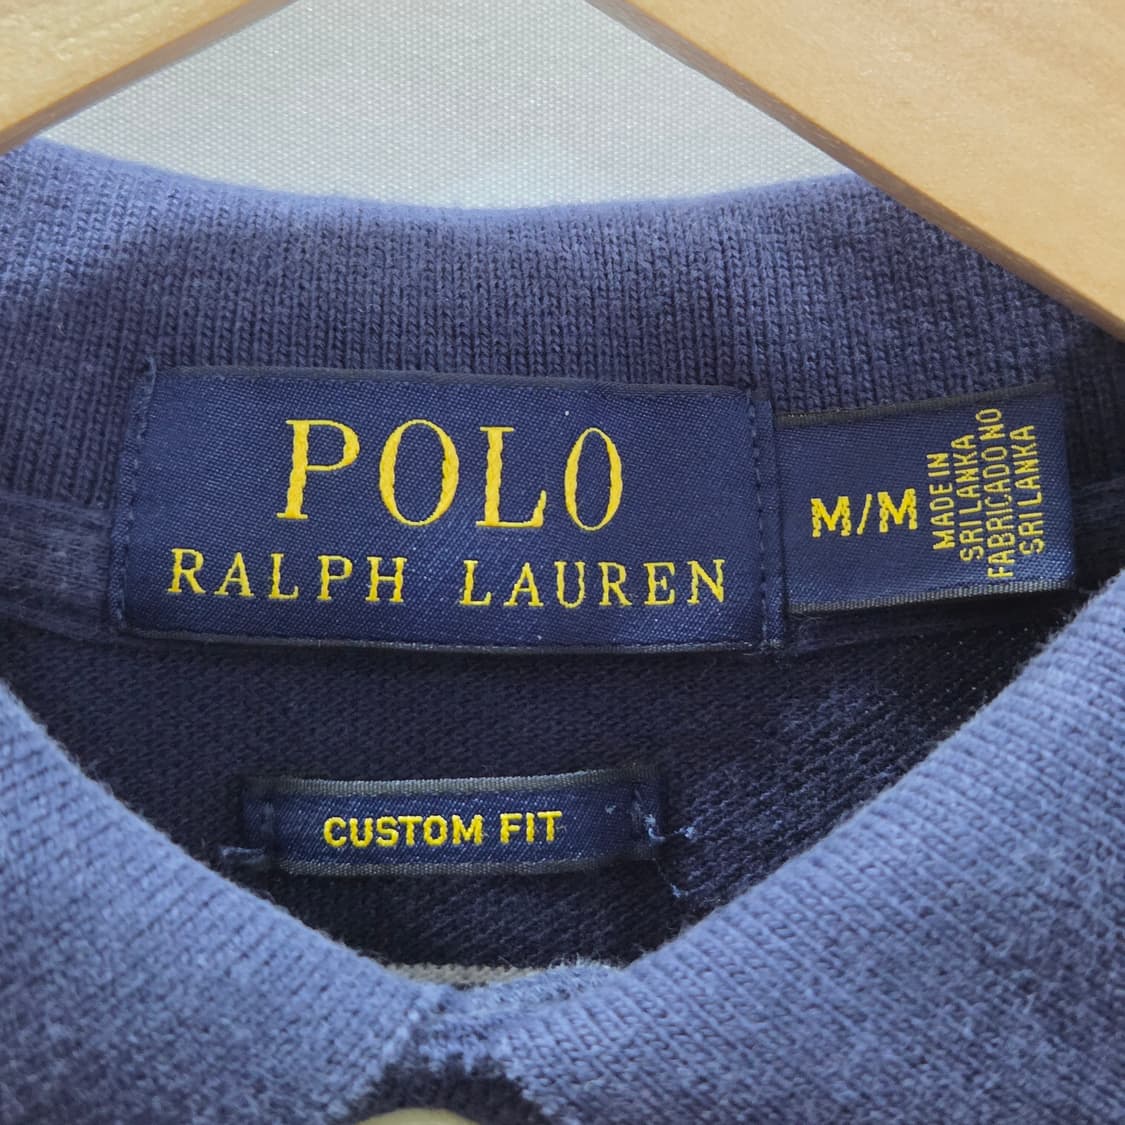 POLO
RALPH LAUREN
M/M
MADE IN
SRI LANKA
FABRICADO NO
SRI LANKA
CUSTOM FIT